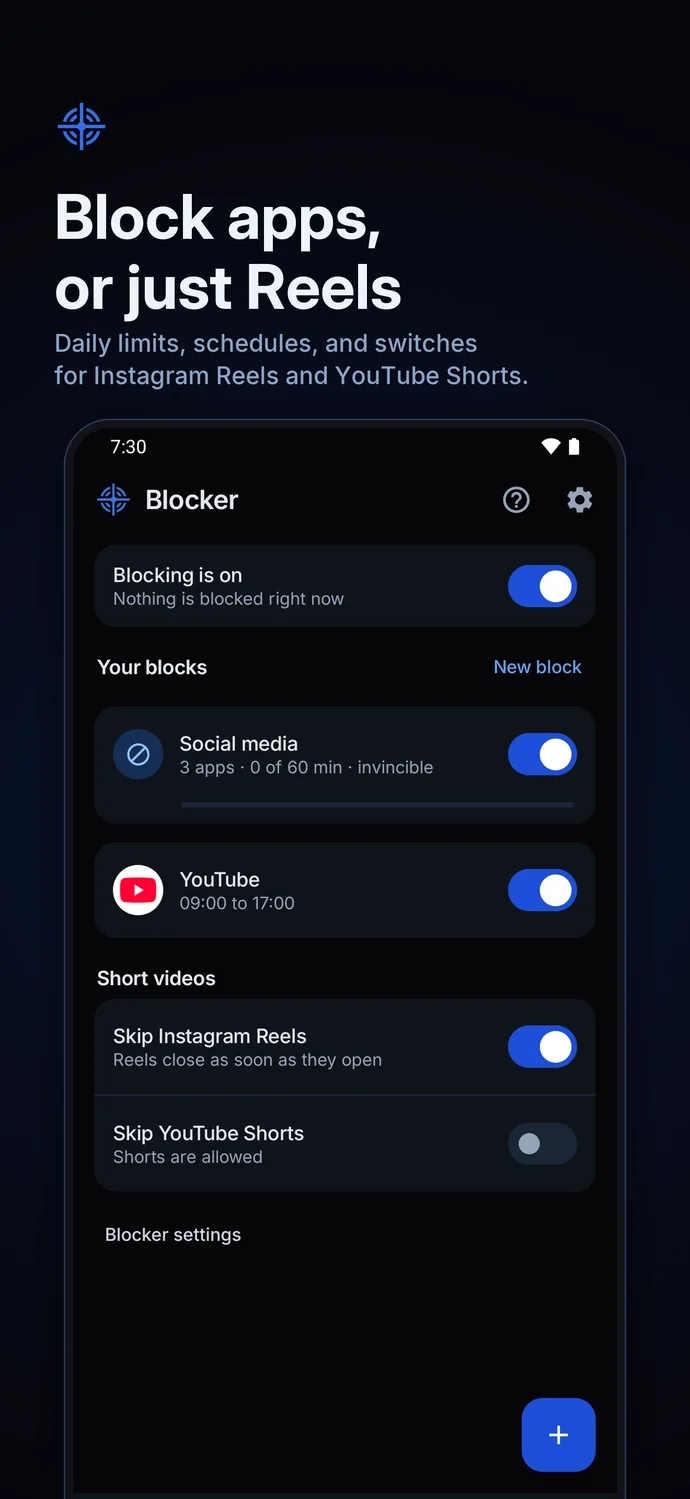 Block apps,
or just Reels
Daily limits, schedules, and switches
for Instagram Reels and YouTube Shorts.
7:30
Blocker
Blocking is on
Nothing is blocked right now
Your blocks
New block
Social media
3 apps · 0 of 60 min · invincible
YouTube
09:00 to 17:00
Short videos
Skip Instagram Reels
Reels close as soon as they open
Skip YouTube Shorts
Shorts are allowed
Blocker settings